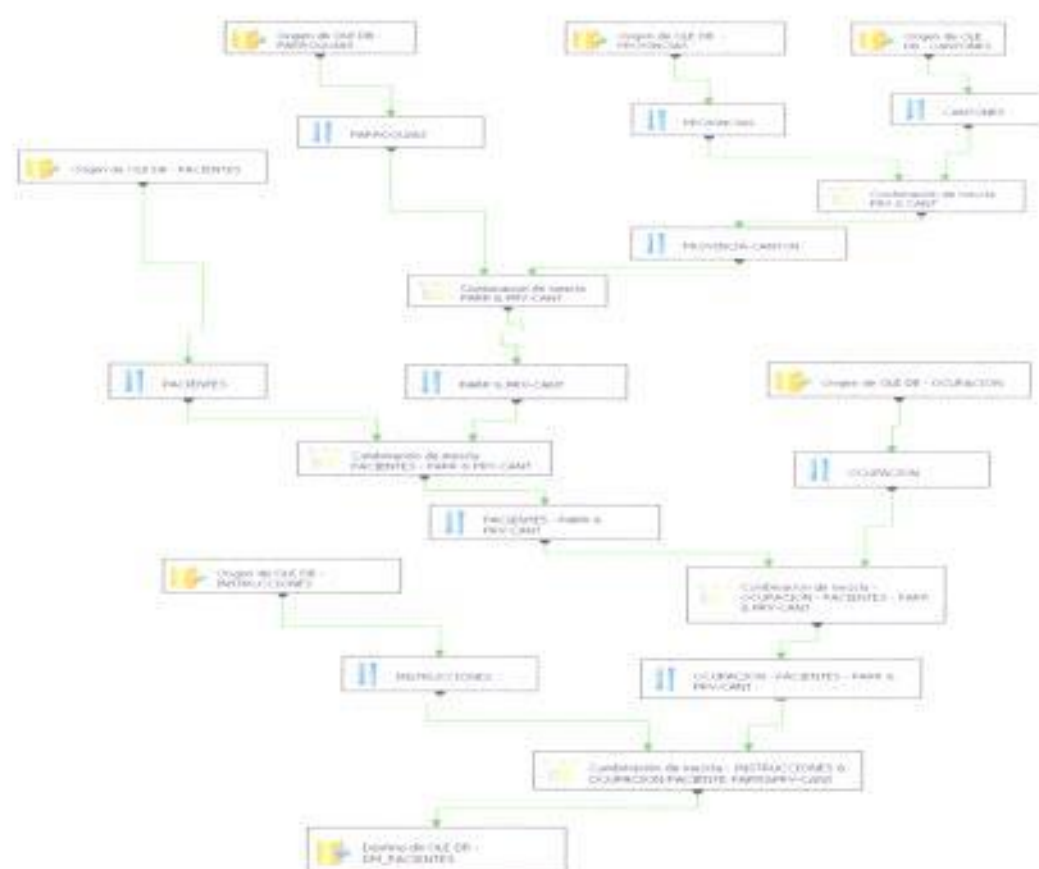 Origen de OLE DB -
PARROQUIAS
Origen de OLE DB -
PROVINCIAS
Origen de OLE
DB - CANTONES
PARROQUIAS
PROVINCIAS
CANTONES
Origen de OLE DB - PACIENTES
Combinación de mezcla
PRV & CANT
PROVINCIA-CANTON
Combinación de mezcla
PARR & PRV-CANT
PACIENTES
PARR & PRV-CANT
Origen de OLE DB - OCUPACION
Combinación de mezcla
PACIENTES - PARR & PRV-CANT
OCUPACION
PACIENTES - PARR &
PRV-CANT
Origen de OLE DB -
INSTRUCCIONES
Combinación de mezcla -
OCUPACION - PACIENTES - PARR
& PRV-CANT
INSTRUCCIONES
OCUPACION - PACIENTES - PARR &
PRV-CANT
Combinación de mezcla - INSTRUCCIONES &
OCUPACION-PACIENTE-PARR&PRV-CANT
Destino de OLE DB -
DM_PACIENTES